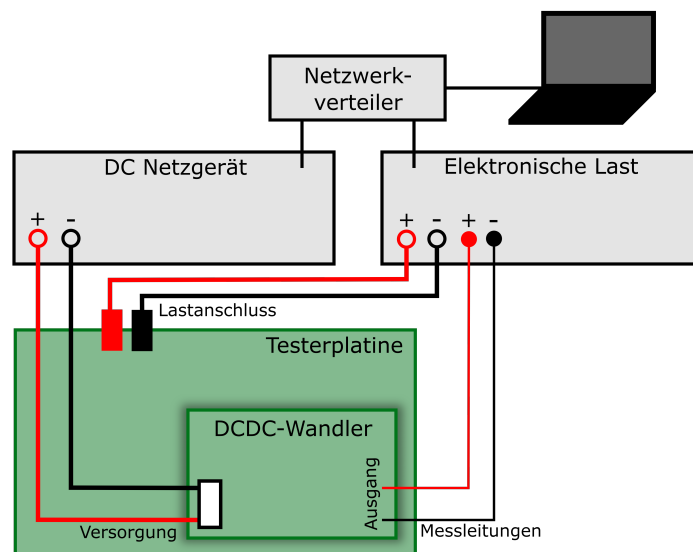 Netzwerk-
verteiler
DC Netzgerät
Elektronische Last
+ -
+ - + -
Lastanschluss
Testerplatine
DCDC-Wandler
Ausgang
Versorgung
Messleitungen